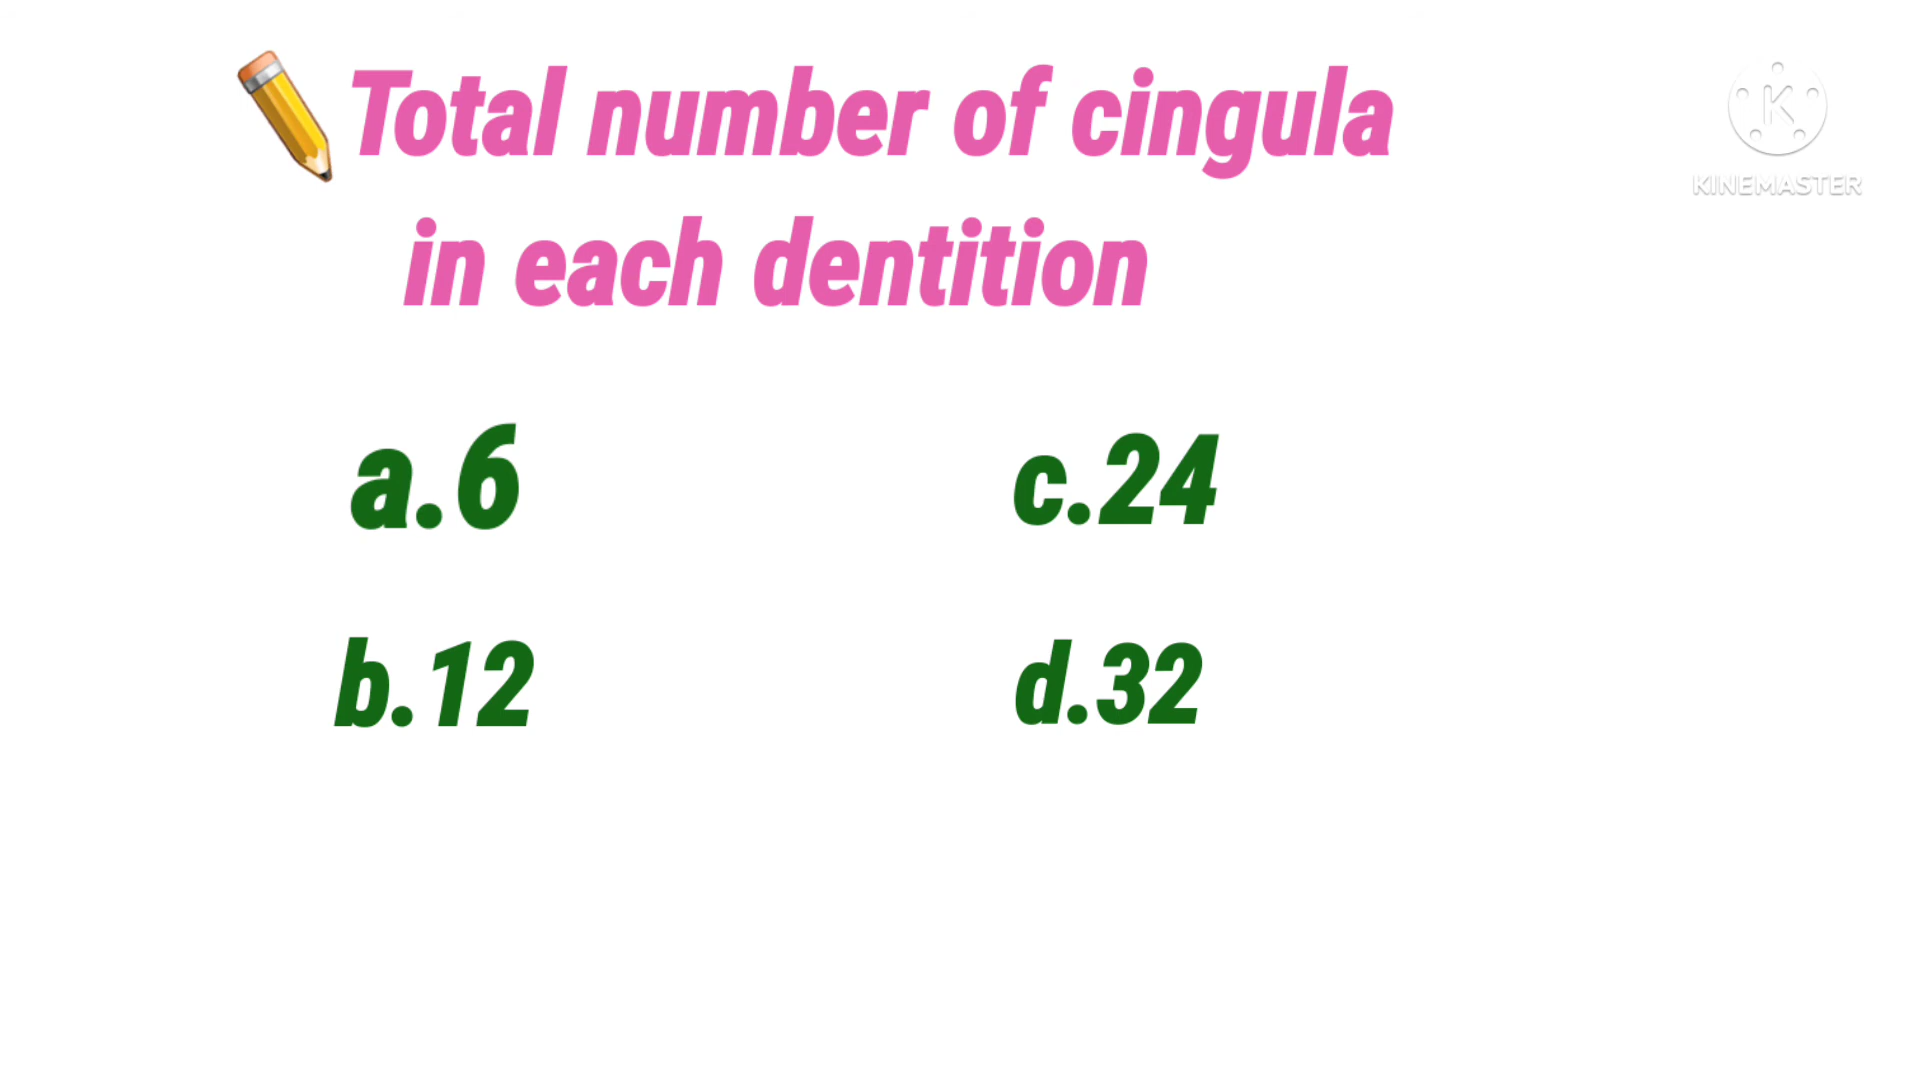 Total number of cingula
in each dentition
a.6
c.24
b.12
d.32
KINEMASTER